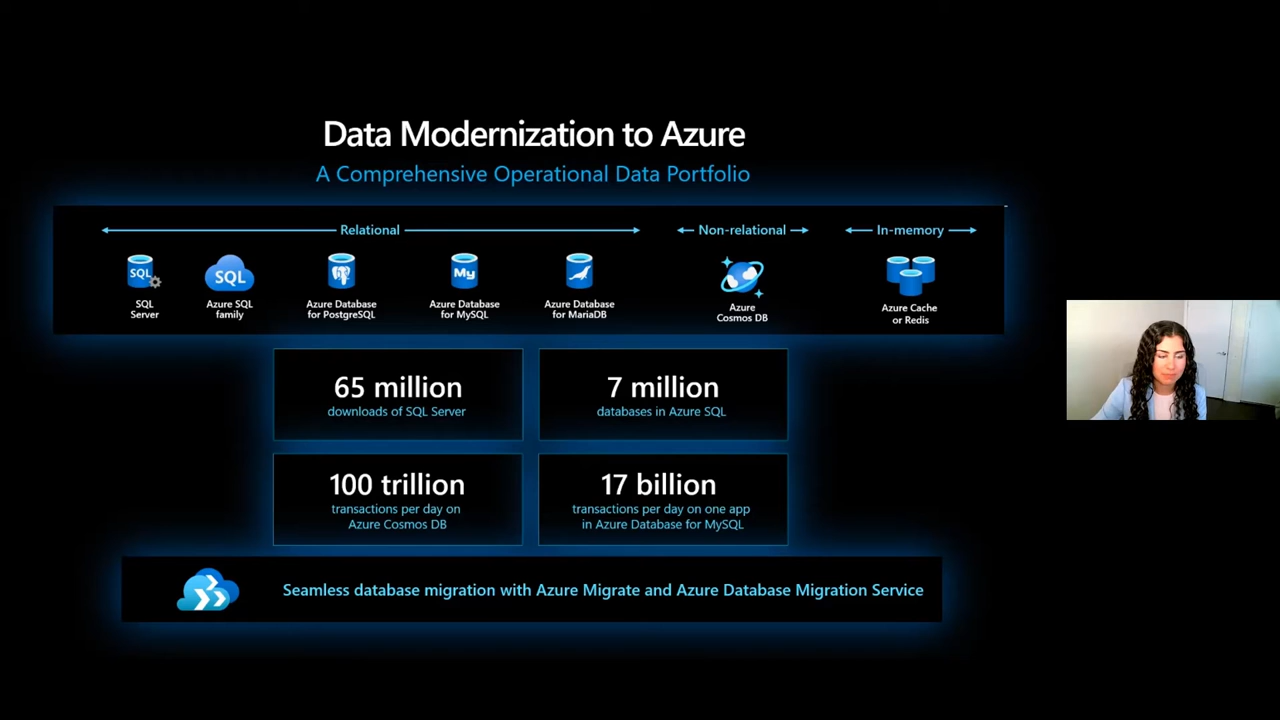 Data Modernization to Azure
A Comprehensive Operational Data Portfolio
Relational
Non-relational
In-memory
SQL
SQL
My
SQL
Server
Azure SQL
family
Azure Database
for PostgreSQL
Azure Database
for MySQL
Azure Database
for MariaDB
Azure
Cosmos DB
Azure Cache
or Redis
65 million
downloads of SQL Server
7 million
databases in Azure SQL
100 trillion
transactions per day on
Azure Cosmos DB
17 billion
transactions per day on one app
in Azure Database for MySQL
Seamless database migration with Azure Migrate and Azure Database Migration Service